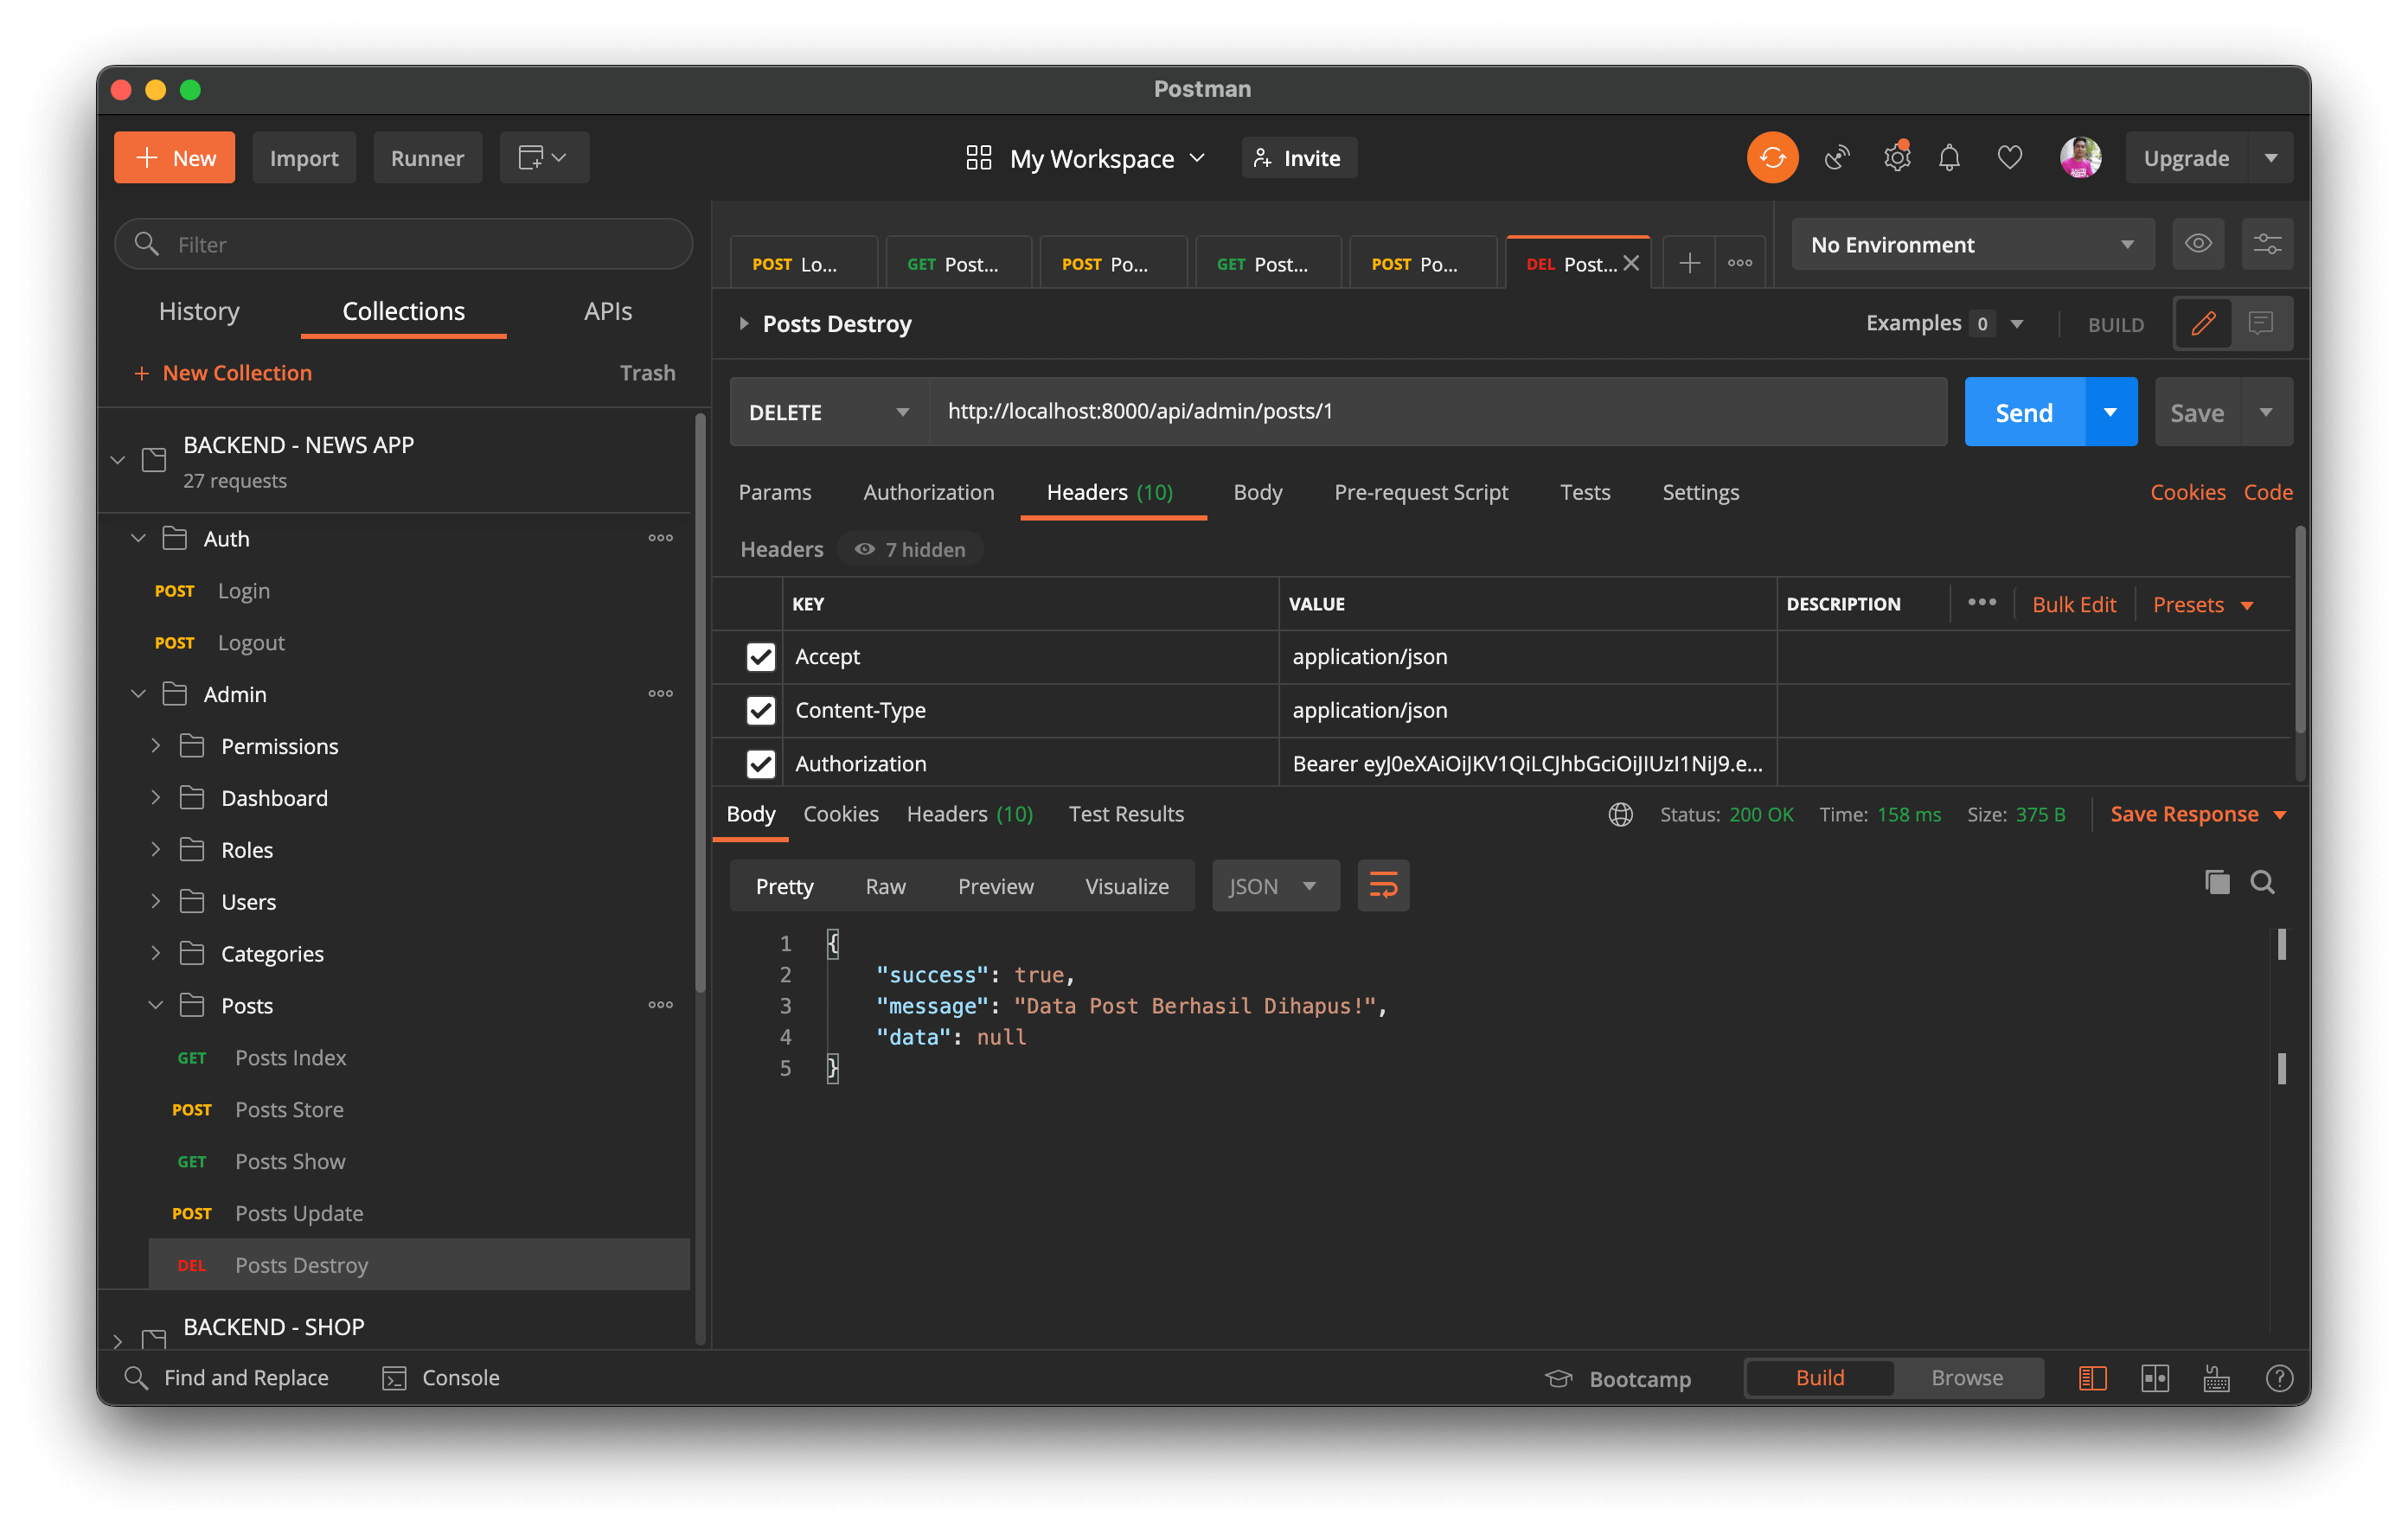 Postman
New
Import
Runner
My Workspace
Invite
Upgrade
Filter
History
Collections
APIs
New Collection
Trash
BACKEND - NEWS APP
27 requests
Auth
POST Login
POST Logout
Admin
Permissions
Dashboard
Roles
Users
Categories
Posts
GET Posts Index
POST Posts Store
GET Posts Show
POST Posts Update
DEL Posts Destroy
BACKEND - SHOP
POST Lo...
GET Post...
POST Po...
GET Post...
POST Po...
DEL Post...
No Environment
Posts Destroy
Examples 0
BUILD
DELETE
http://localhost:8000/api/admin/posts/1
Send
Save
Params
Authorization
Headers (10)
Body
Pre-request Script
Tests
Settings
Cookies
Code
Headers
7 hidden
KEY
VALUE
DESCRIPTION
Bulk Edit
Presets
Accept
application/json
Content-Type
application/json
Authorization
Bearer eyJ0eXAiOiJKV1QiLCJhbGciOiJIUzI1NiJ9.e...
Body
Cookies
Headers (10)
Test Results
Status: 200 OK
Time: 158 ms
Size: 375 B
Save Response
Pretty
Raw
Preview
Visualize
JSON
1 {
2 "success": true,
3 "message": "Data Post Berhasil Dihapus!",
4 "data": null
5 }
Find and Replace
Console
Bootcamp
Build
Browse